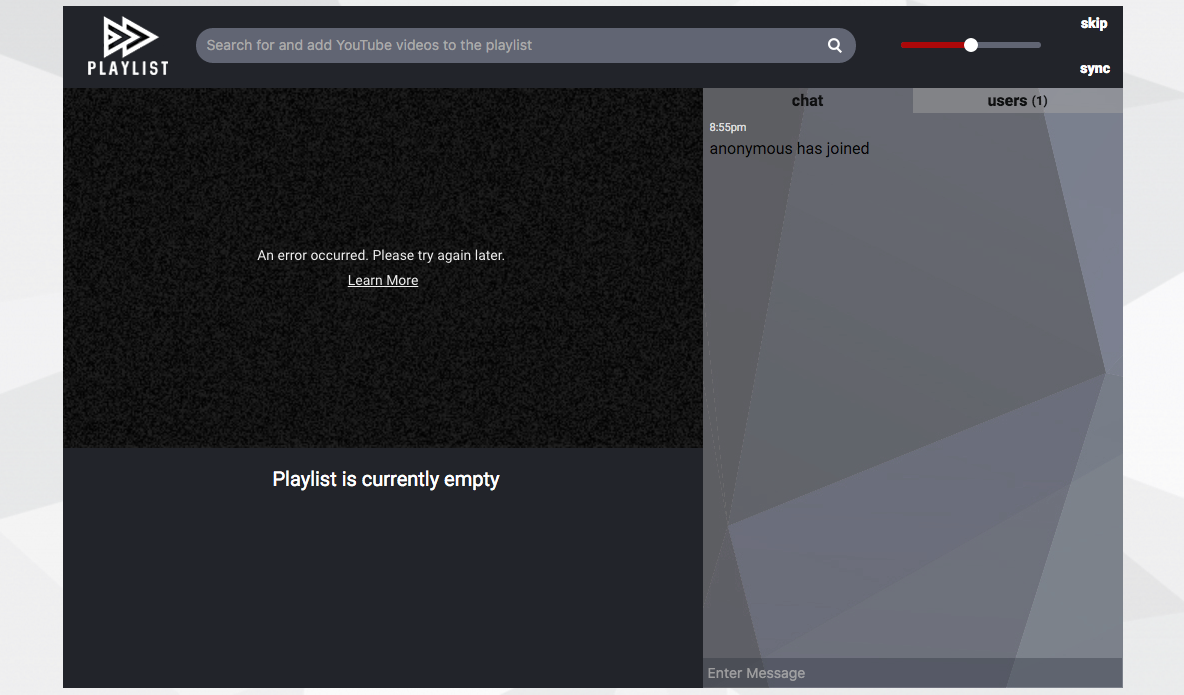 skip
PLAYLIST
Search for and add YouTube videos to the playlist
sync
chat
users (1)
8:55pm
anonymous has joined
An error occurred. Please try again later.
Learn More
Playlist is currently empty
Enter Message